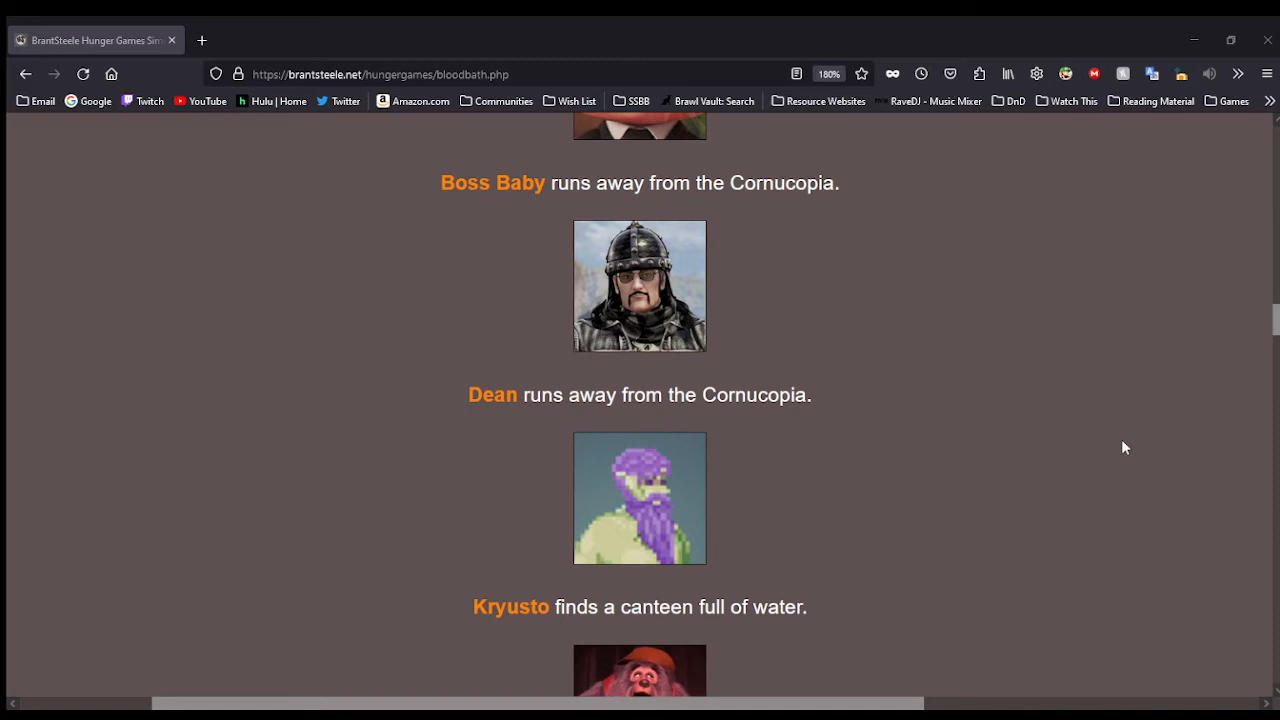 BrantSteele Hunger Games Sim
https://brantsteele.net/hungergames/bloodbath.php
180%
Email Google Twitch YouTube Hulu | Home Twitter Amazon.com Communities Wish List SSBB Brawl Vault: Search Resource Websites RaveDJ - Music Mixer DnD Watch This Reading Material Games
Boss Baby runs away from the Cornucopia.
Dean runs away from the Cornucopia.
Kryusto finds a canteen full of water.